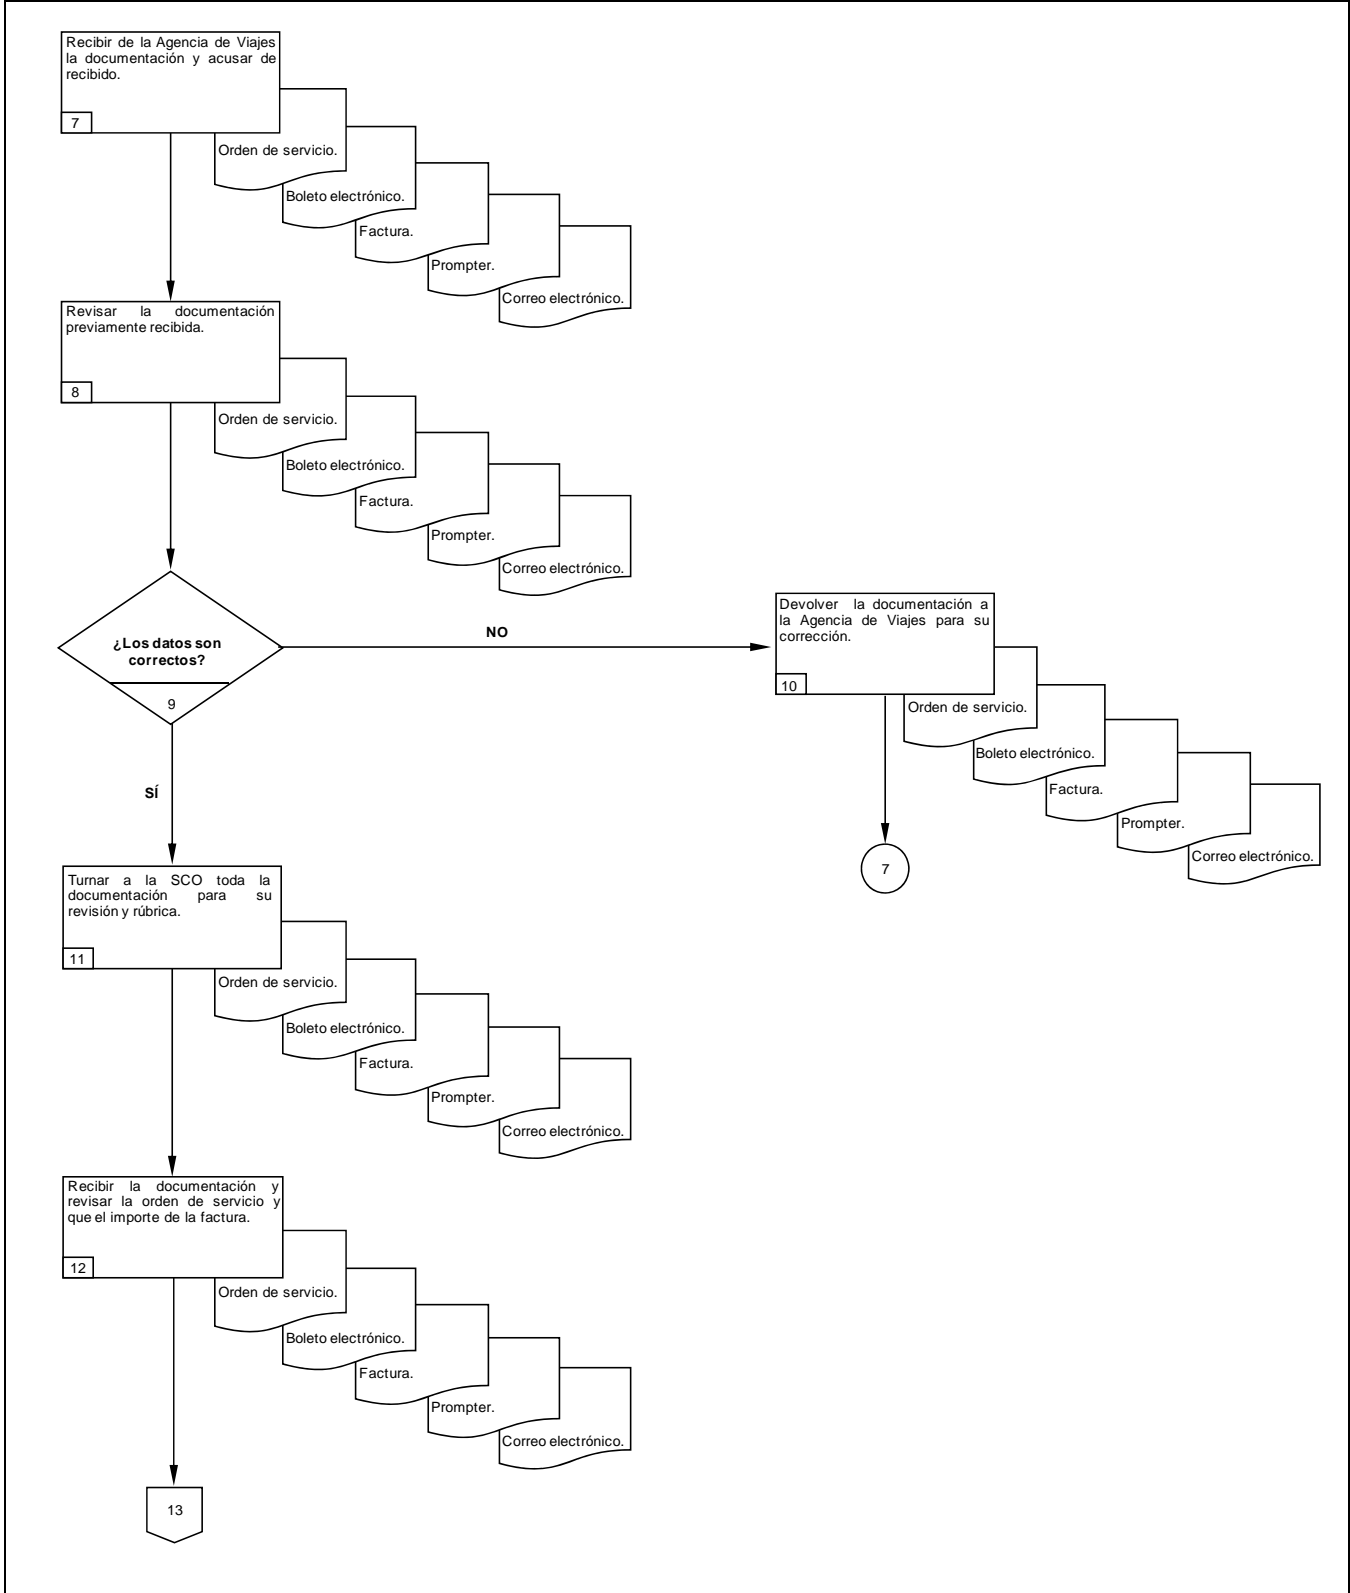 Recibir de la Agencia de Viajes
la documentación y acusar de
recibido.
7
Orden de servicio.
Boleto electrónico.
Factura.
Prompter.
Correo electrónico.
Revisar la documentación
previamente recibida.
8
Orden de servicio.
Boleto electrónico.
Factura.
Prompter.
Correo electrónico.
¿Los datos son
correctos?
9
NO
Devolver la documentación a
la Agencia de Viajes para su
corrección.
10
Orden de servicio.
Boleto electrónico.
Factura.
Prompter.
Correo electrónico.
7
SÍ
Turnar a la SCO toda la
documentación para su
revisión y rúbrica.
11
Orden de servicio.
Boleto electrónico.
Factura.
Prompter.
Correo electrónico.
Recibir la documentación y
revisar la orden de servicio y
que el importe de la factura.
12
Orden de servicio.
Boleto electrónico.
Factura.
Prompter.
Correo electrónico.
13